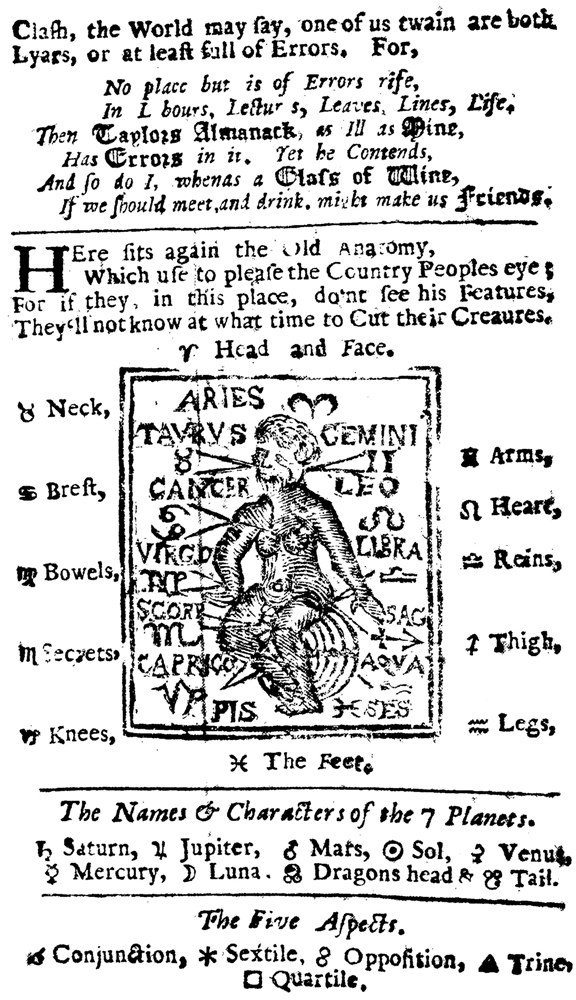 Claſh, the World may ſay, one of us twain are both
Lyars, or at leaſt full of Errors. For,
No place but is of Errors rife,
In L bours, Lectur s, Leaves, Lines, Life.
Then Taylors Almanack, as Ill as Mine,
Has Errors in it. Yet he Contends,
And ſo do I, whenas a Glaſs of Wine,
If we ſhould meet, and drink. might make us Friends.
HEre ſits again the Old Anatomy,
Which uſe to pleaſe the Country Peoples eye;
For if they, in this place, do'nt ſee his Features,
They'll not know at what time to Cut their Creaures.
♈ Head and Face.
♉ Neck,
♋ Breſt,
♍ Bowels,
♏ Secrets,
♑ Knees,
ARIES
TAVRVS GEMINI
♉ ♊
CANCER LEO
♋ ♌
VIRGO LIBRA
♍ ♎
SCORP SAG
♏ ♐
CAPRICO AQUA
♑ ♒
PIS ♓ SES
♊ Arms,
♌ Heart,
♎ Reins,
♐ Thigh,
♒ Legs,
♓ The Feet.
The Names & Characters of the 7 Planets.
♄ Saturn, ♃ Jupiter, ♂ Mars, ☉ Sol, ♀ Venus,
☿ Mercury, ☽ Luna. ☊ Dragons head & ☋ Tail.
The Five Aſpects.
☌ Conjunction, ⚹ Sextile, ☍ Oppoſition, △ Trine,
□ Quartile.